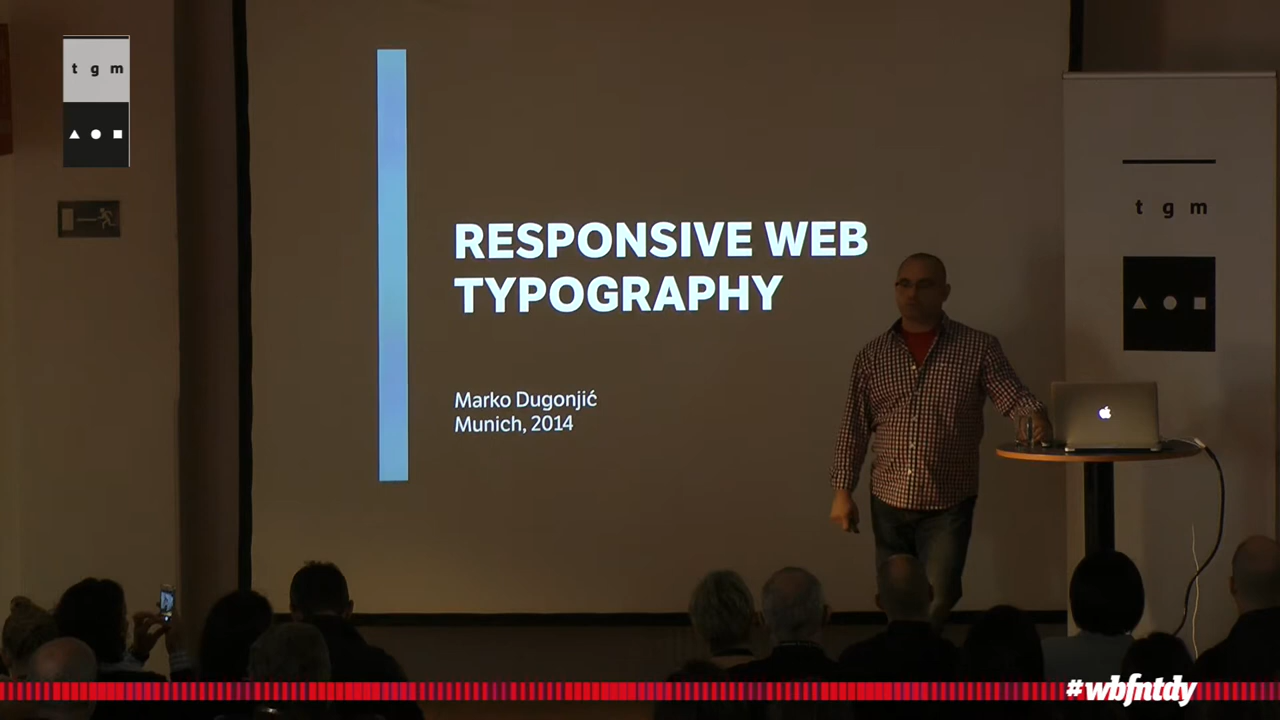 t g m
RESPONSIVE WEB
TYPOGRAPHY
Marko Dugonjić
Munich, 2014
t g m
#wbfntdy